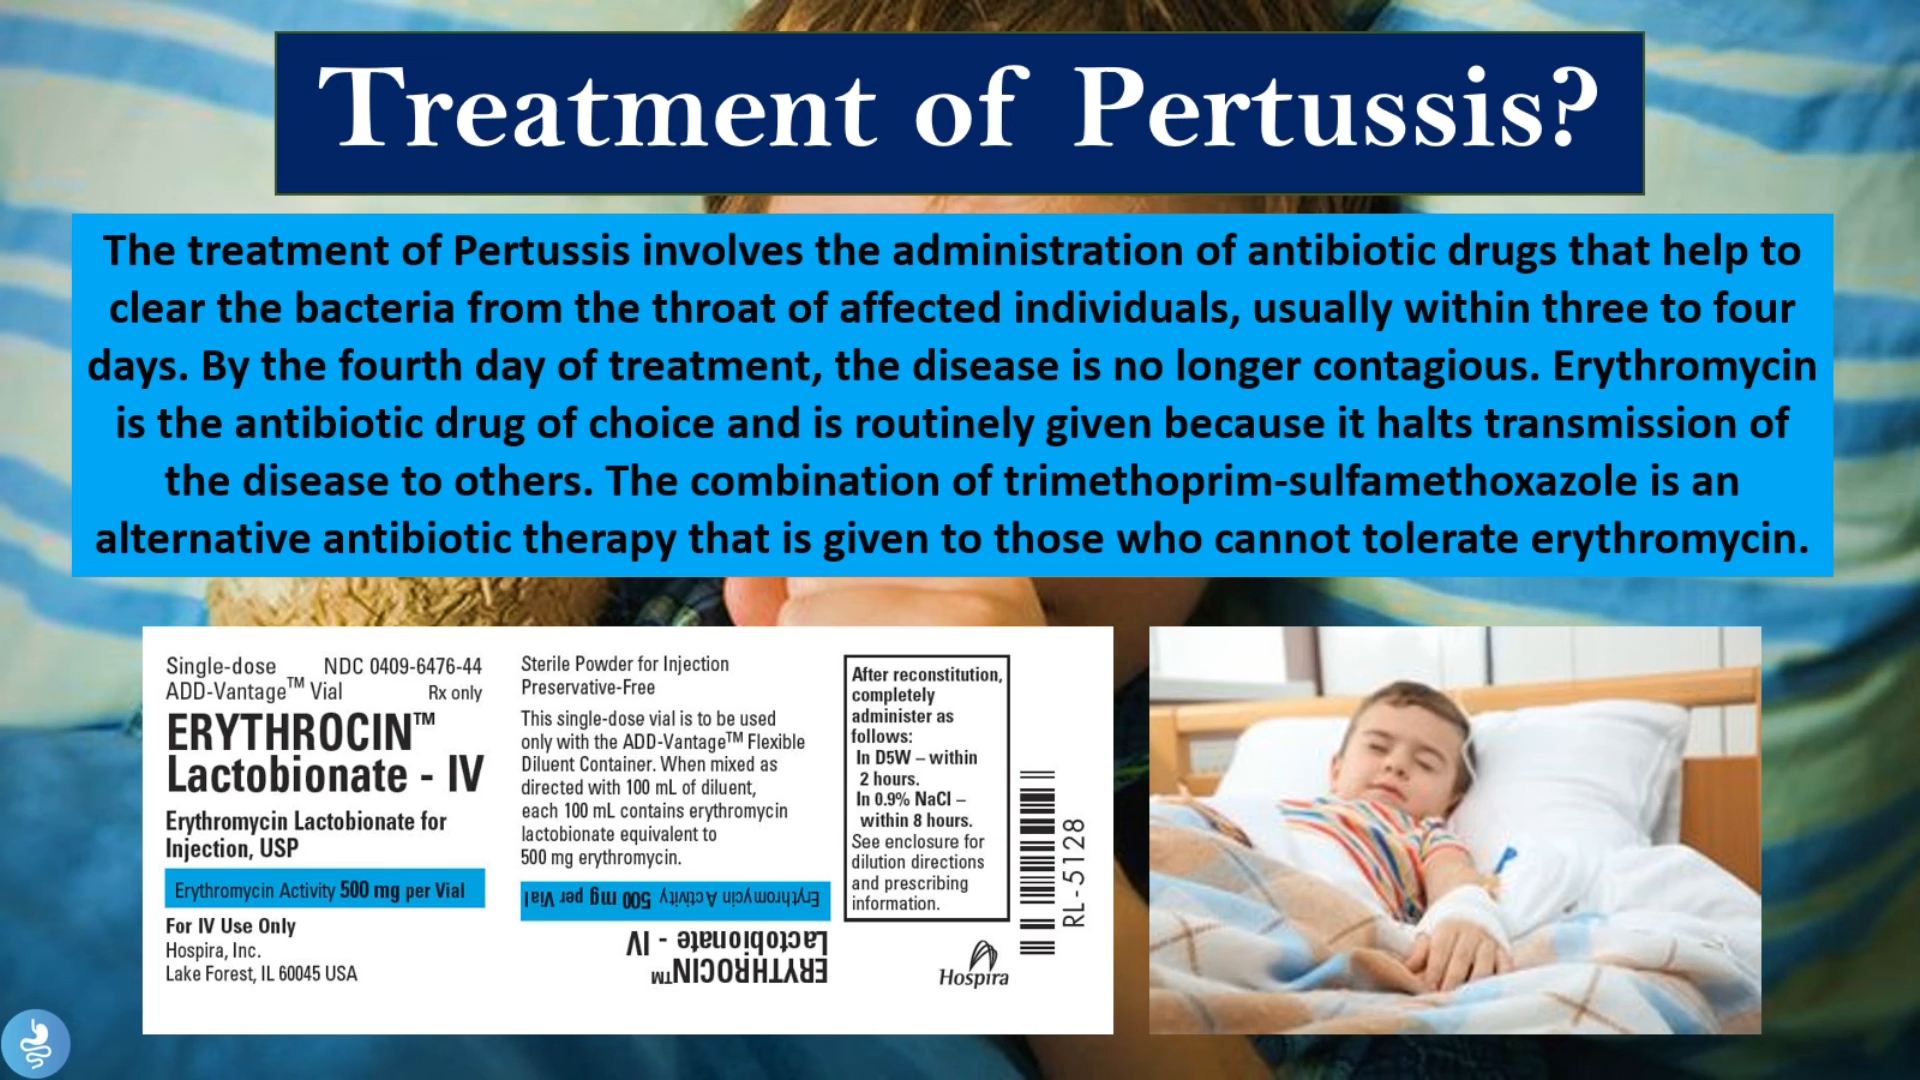 Treatment of Pertussis?
The treatment of Pertussis involves the administration of antibiotic drugs that help to
clear the bacteria from the throat of affected individuals, usually within three to four
days. By the fourth day of treatment, the disease is no longer contagious. Erythromycin
is the antibiotic drug of choice and is routinely given because it halts transmission of
the disease to others. The combination of trimethoprim-sulfamethoxazole is an
alternative antibiotic therapy that is given to those who cannot tolerate erythromycin.
Single-dose NDC 0409-6476-44
ADD-Vantage™ Vial Rx only
ERYTHROCIN™
Lactobionate - IV
Erythromycin Lactobionate for
Injection, USP
Erythromycin Activity 500 mg per Vial
For IV Use Only
Hospira, Inc.
Lake Forest, IL 60045 USA
Sterile Powder for Injection
Preservative-Free
This single-dose vial is to be used
only with the ADD-Vantage™ Flexible
Diluent Container. When mixed as
directed with 100 mL of diluent,
each 100 mL contains erythromycin
lactobionate equivalent to
500 mg erythromycin.
ERYTHROCIN™
Lactobionate - IV
Erythromycin Activity 500 mg per Vial
After reconstitution,
completely
administer as
follows:
In D5W – within
2 hours.
In 0.9% NaCl –
within 8 hours.
See enclosure for
dilution directions
and prescribing
information.
Hospira
RL-5128